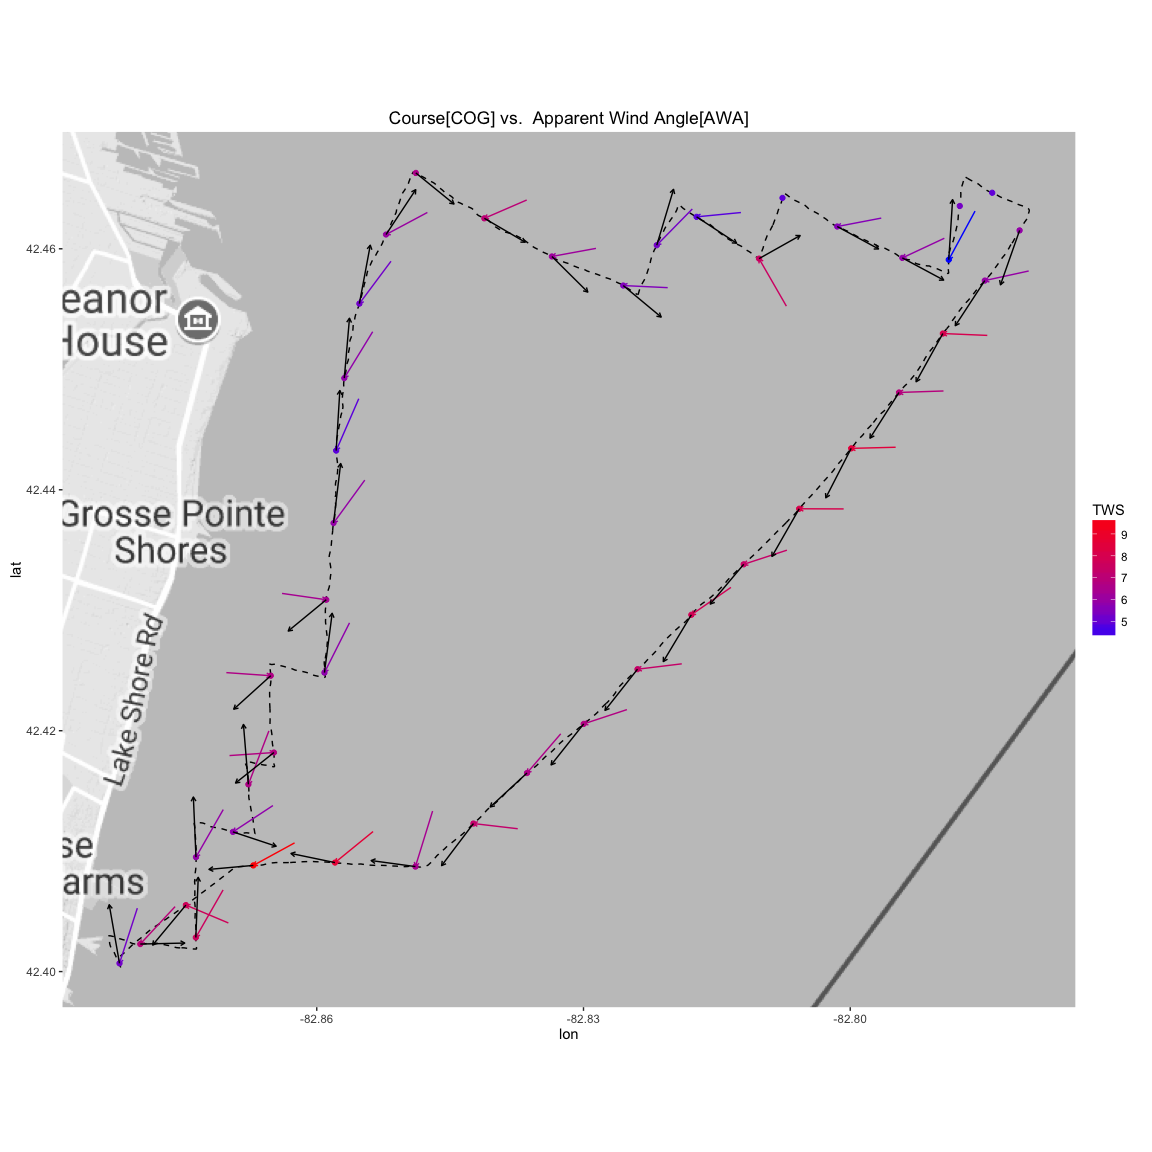 Course[COG] vs.  Apparent Wind Angle[AWA]
42.46
42.44
42.42
42.40
lat
eanor
House
Grosse Pointe
Shores
Lake Shore Rd
se
arms
-82.86
-82.83
-82.80
lon
TWS
9
8
7
6
5